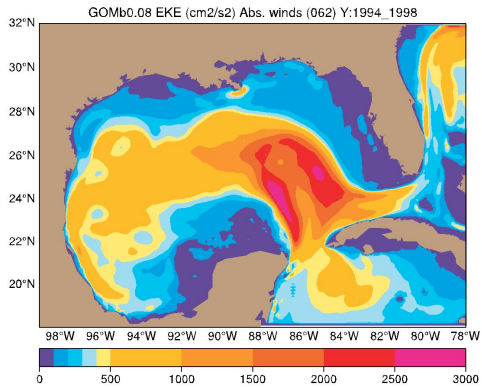 GOMb0.08 EKE (cm2/s2) Abs. winds (062) Y:1994_1998
32°N
30°N
28°N
26°N
24°N
22°N
20°N
98°W 96°W 94°W 92°W 90°W 88°W 86°W 84°W 82°W 80°W 78°W
0 500 1000 1500 2000 2500 3000